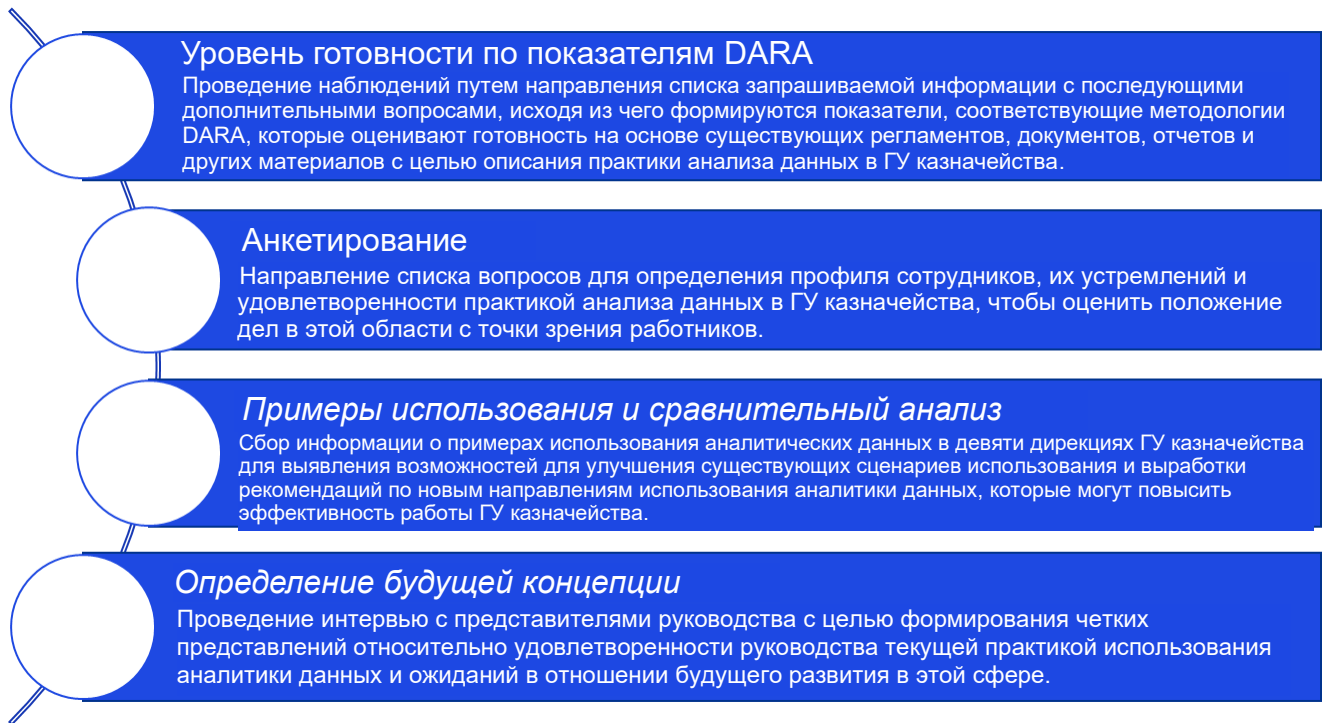 Уровень готовности по показателям DARA
Проведение наблюдений путем направления списка запрашиваемой информации с последующими
дополнительными вопросами, исходя из чего формируются показатели, соответствующие методологии
DARA, которые оценивают готовность на основе существующих регламентов, документов, отчетов и
других материалов с целью описания практики анализа данных в ГУ казначейства.
Анкетирование
Направление списка вопросов для определения профиля сотрудников, их устремлений и
удовлетворенности практикой анализа данных в ГУ казначейства, чтобы оценить положение
дел в этой области с точки зрения работников.
Примеры использования и сравнительный анализ
Сбор информации о примерах использования аналитических данных в девяти дирекциях ГУ казначейства
для выявления возможностей для улучшения существующих сценариев использования и выработки
рекомендаций по новым направлениям использования аналитики данных, которые могут повысить
эффективность работы ГУ казначейства.
Определение будущей концепции
Проведение интервью с представителями руководства с целью формирования четких
представлений относительно удовлетворенности руководства текущей практикой использования
аналитики данных и ожиданий в отношении будущего развития в этой сфере.